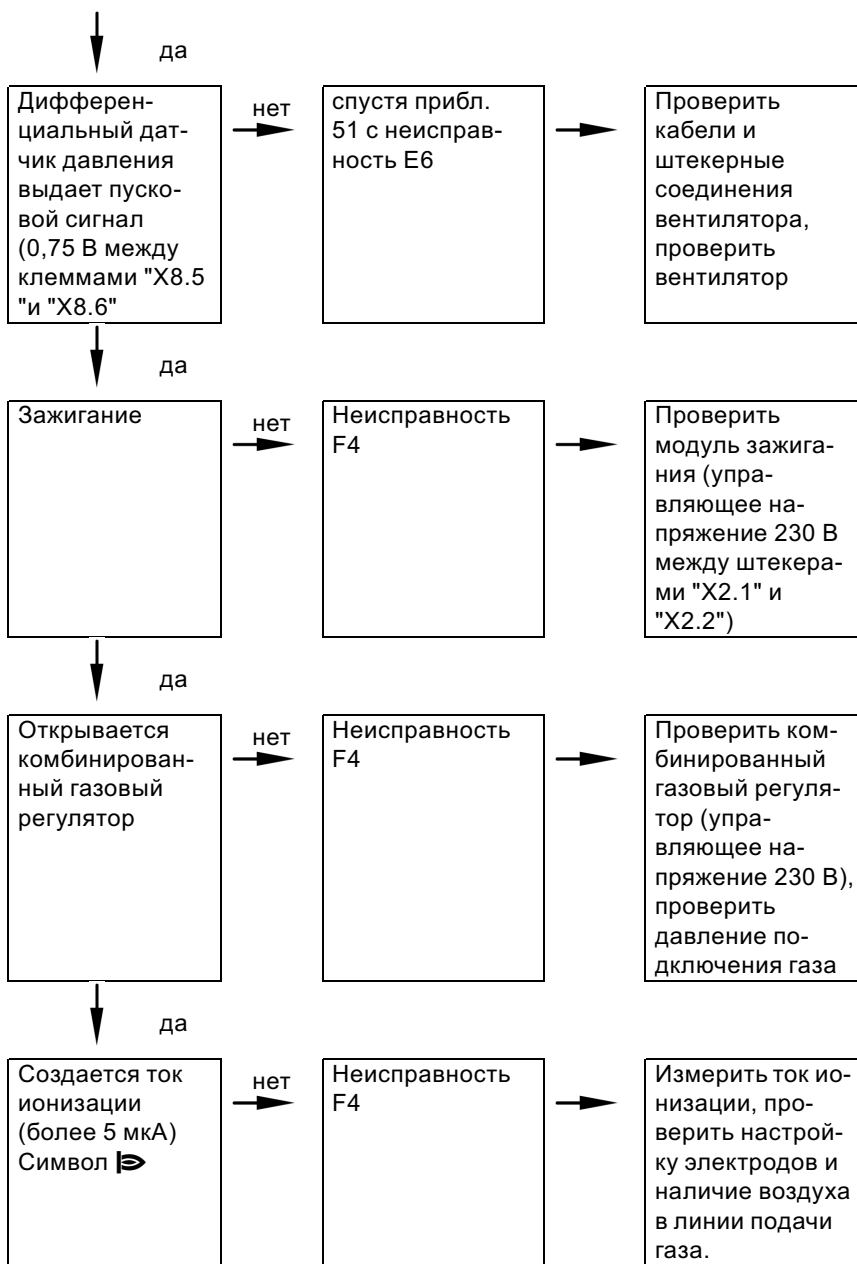 да
Дифферен-
циальный дат-
чик давления
выдает пуско-
вой сигнал
(0,75 В между
клеммами "X8.5
"и "X8.6"
нет
спустя прибл.
51 с неисправ-
ность E6
Проверить
кабели и
штекерные
соединения
вентилятора,
проверить
вентилятор
да
Зажигание
нет
Неисправность
F4
Проверить
модуль зажига-
ния (упра-
вляющее на-
пряжение 230 В
между штекера-
ми "X2.1" и
"X2.2")
да
Открывается
комбинирован-
ный газовый
регулятор
нет
Неисправность
F4
Проверить ком-
бинированный
газовый регуля-
тор (упра-
вляющее на-
пряжение 230 В),
проверить
давление по-
дключения газа
да
Создается ток
ионизации
(более 5 мкА)
Символ
нет
Неисправность
F4
Измерить ток ио-
низации, про-
верить настрой-
ку электродов и
наличие воздуха
в линии подачи
газа.